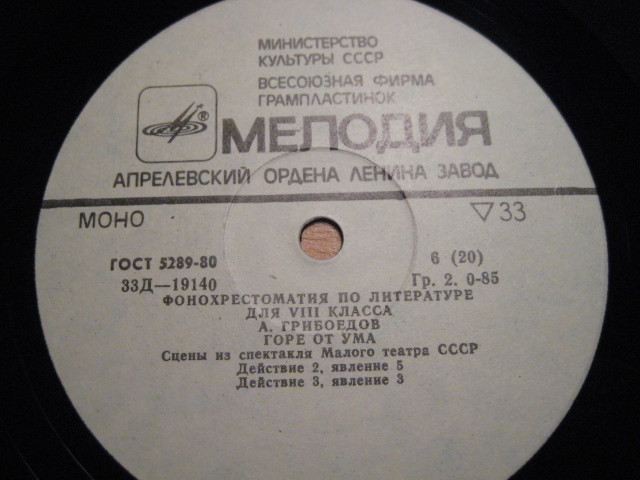 МИНИСТЕРСТВО
КУЛЬТУРЫ СССР
ВСЕСОЮЗНАЯ ФИРМА
ГРАМПЛАСТИНОК
® МЕЛОДИЯ
АПРЕЛЕВСКИЙ ОРДЕНА ЛЕНИНА ЗАВОД
МОНО ▽33
ГОСТ 5289-80 6 (20)
33Д—19140 Гр. 2. 0-85
ФОНОХРЕСТОМАТИЯ ПО ЛИТЕРАТУРЕ
ДЛЯ VIII КЛАССА
А. ГРИБОЕДОВ
ГОРЕ ОТ УМА
Сцены из спектакля Малого театра СССР
Действие 2, явление 5
Действие 3, явление 3